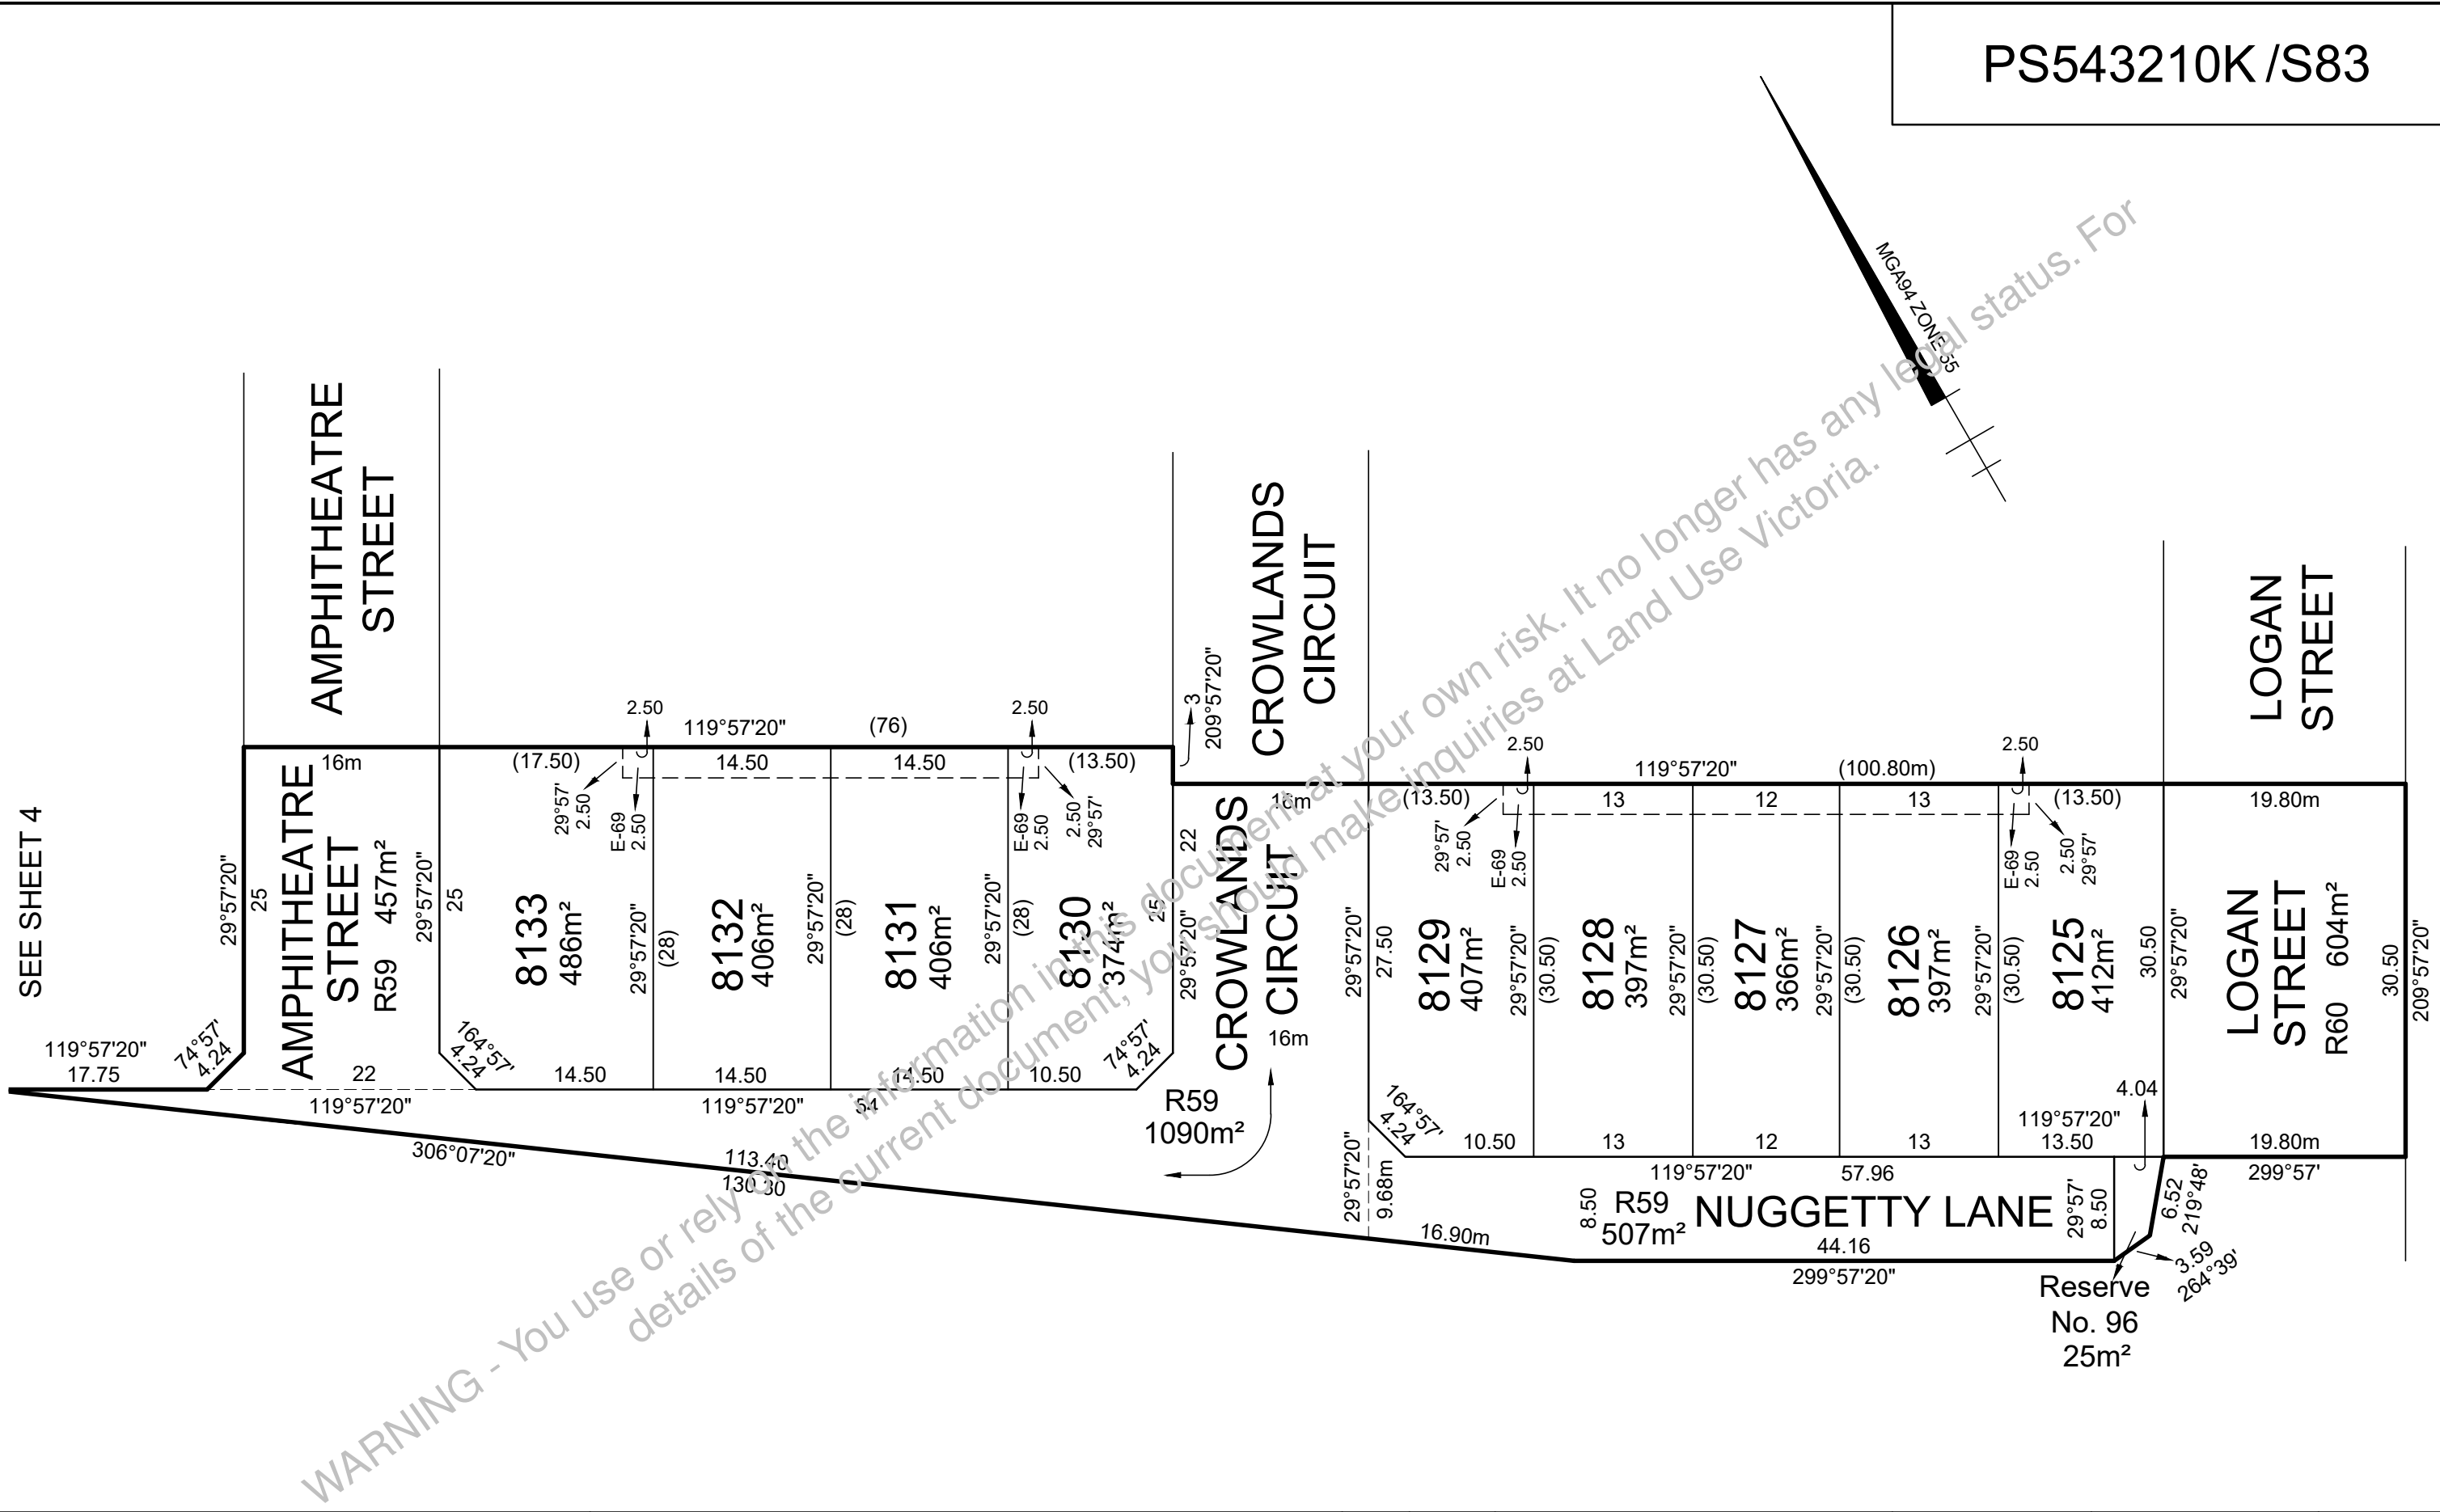 PS543210K /S83
MGA94 ZONE 55
WARNING - You use or rely on the information in this document at your own risk. It no longer has any legal status. For
details of the current document, you should make inquiries at Land Use Victoria.
SEE SHEET 4
AMPHITHEATRE
STREET
CROWLANDS
CIRCUIT
LOGAN
STREET
3
209°57'20"
2.50
119°57'20"
(76)
2.50
16m
(17.50)
14.50
14.50
(13.50)
29°57'
2.50
E-69
2.50
E-69
2.50
2.50
29°57'
29°57'20"
25
AMPHITHEATRE
STREET
R59 457m²
29°57'20"
25
8133
486m²
29°57'20"
(28)
8132
406m²
29°57'20"
(28)
8131
406m²
29°57'20"
(28)
8130
374m²
25
22
29°57'20"
119°57'20"
17.75
74°57'
4.24
22
119°57'20"
164°57'
4.24
14.50
14.50
14.50
10.50
74°57'
4.24
119°57'20"
54
306°07'20"
113.40
130.30
CROWLANDS
CIRCUIT
16m
16m
R59
1090m²
2.50
119°57'20"
(100.80m)
2.50
(13.50)
13
12
13
(13.50)
19.80m
29°57'
2.50
E-69
2.50
E-69
2.50
2.50
29°57'
29°57'20"
27.50
8129
407m²
29°57'20"
(30.50)
8128
397m²
29°57'20"
(30.50)
8127
366m²
29°57'20"
(30.50)
8126
397m²
29°57'20"
(30.50)
8125
412m²
30.50
29°57'20"
LOGAN
STREET
R60 604m²
30.50
209°57'20"
164°57'
4.24
10.50
13
12
13
119°57'20"
13.50
4.04
19.80m
299°57'
119°57'20"
57.96
29°57'20"
9.68m
16.90m
8.50
R59
507m²
NUGGETTY LANE
29°57'
8.50
44.16
299°57'20"
6.52
219°48'
3.59
264°39'
Reserve
No. 96
25m²